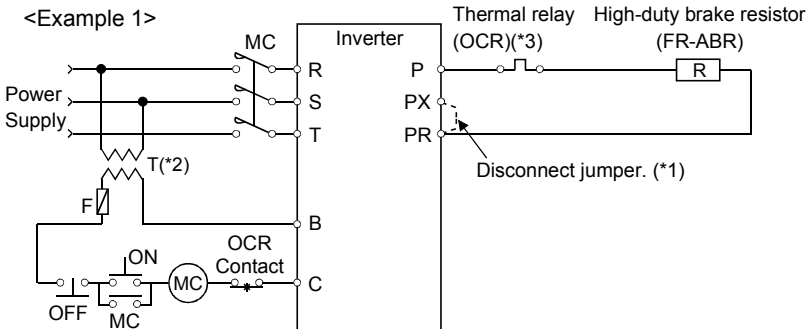 <Example 1>
MC
Inverter
Thermal relay
(OCR)(*3)
High-duty brake resistor
(FR-ABR)
R
P
R
Power
Supply
S
PX
T
PR
T(*2)
Disconnect jumper. (*1)
F
B
OCR
Contact
ON
MC
C
OFF
MC